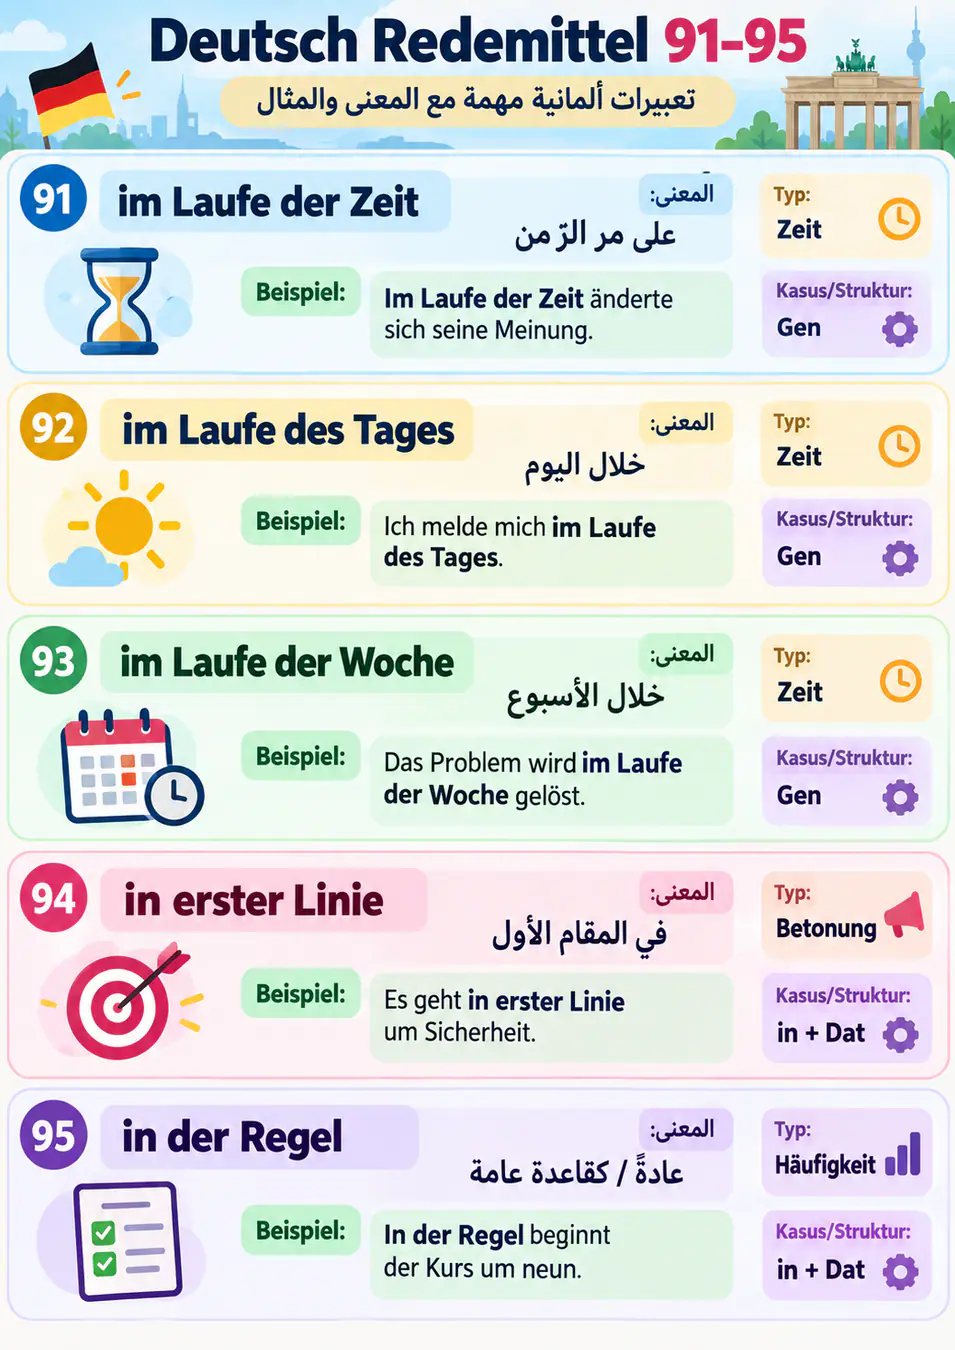 Deutsch Redemittel 91-95
تعبيرات ألمانية مهمة مع المعنى والمثال
91
im Laufe der Zeit
المعنى:
على مر الزّ من
Typ:
Zeit
Beispiel:
Im Laufe der Zeit änderte
sich seine Meinung.
Kasus/Struktur:
Gen
92
im Laufe des Tages
المعنى:
خلال اليوم
Typ:
Zeit
Beispiel:
Ich melde mich im Laufe
des Tages.
Kasus/Struktur:
Gen
93
im Laufe der Woche
المعنى:
خلال الأسبوع
Typ:
Zeit
Beispiel:
Das Problem wird im Laufe
der Woche gelöst.
Kasus/Struktur:
Gen
94
in erster Linie
المعنى:
في المقام الأول
Typ:
Betonung
Beispiel:
Es geht in erster Linie
um Sicherheit.
Kasus/Struktur:
in + Dat
95
in der Regel
المعنى:
عادةً / كقاعدة عامة
Typ:
Häufigkeit
Beispiel:
In der Regel beginnt
der Kurs um neun.
Kasus/Struktur:
in + Dat